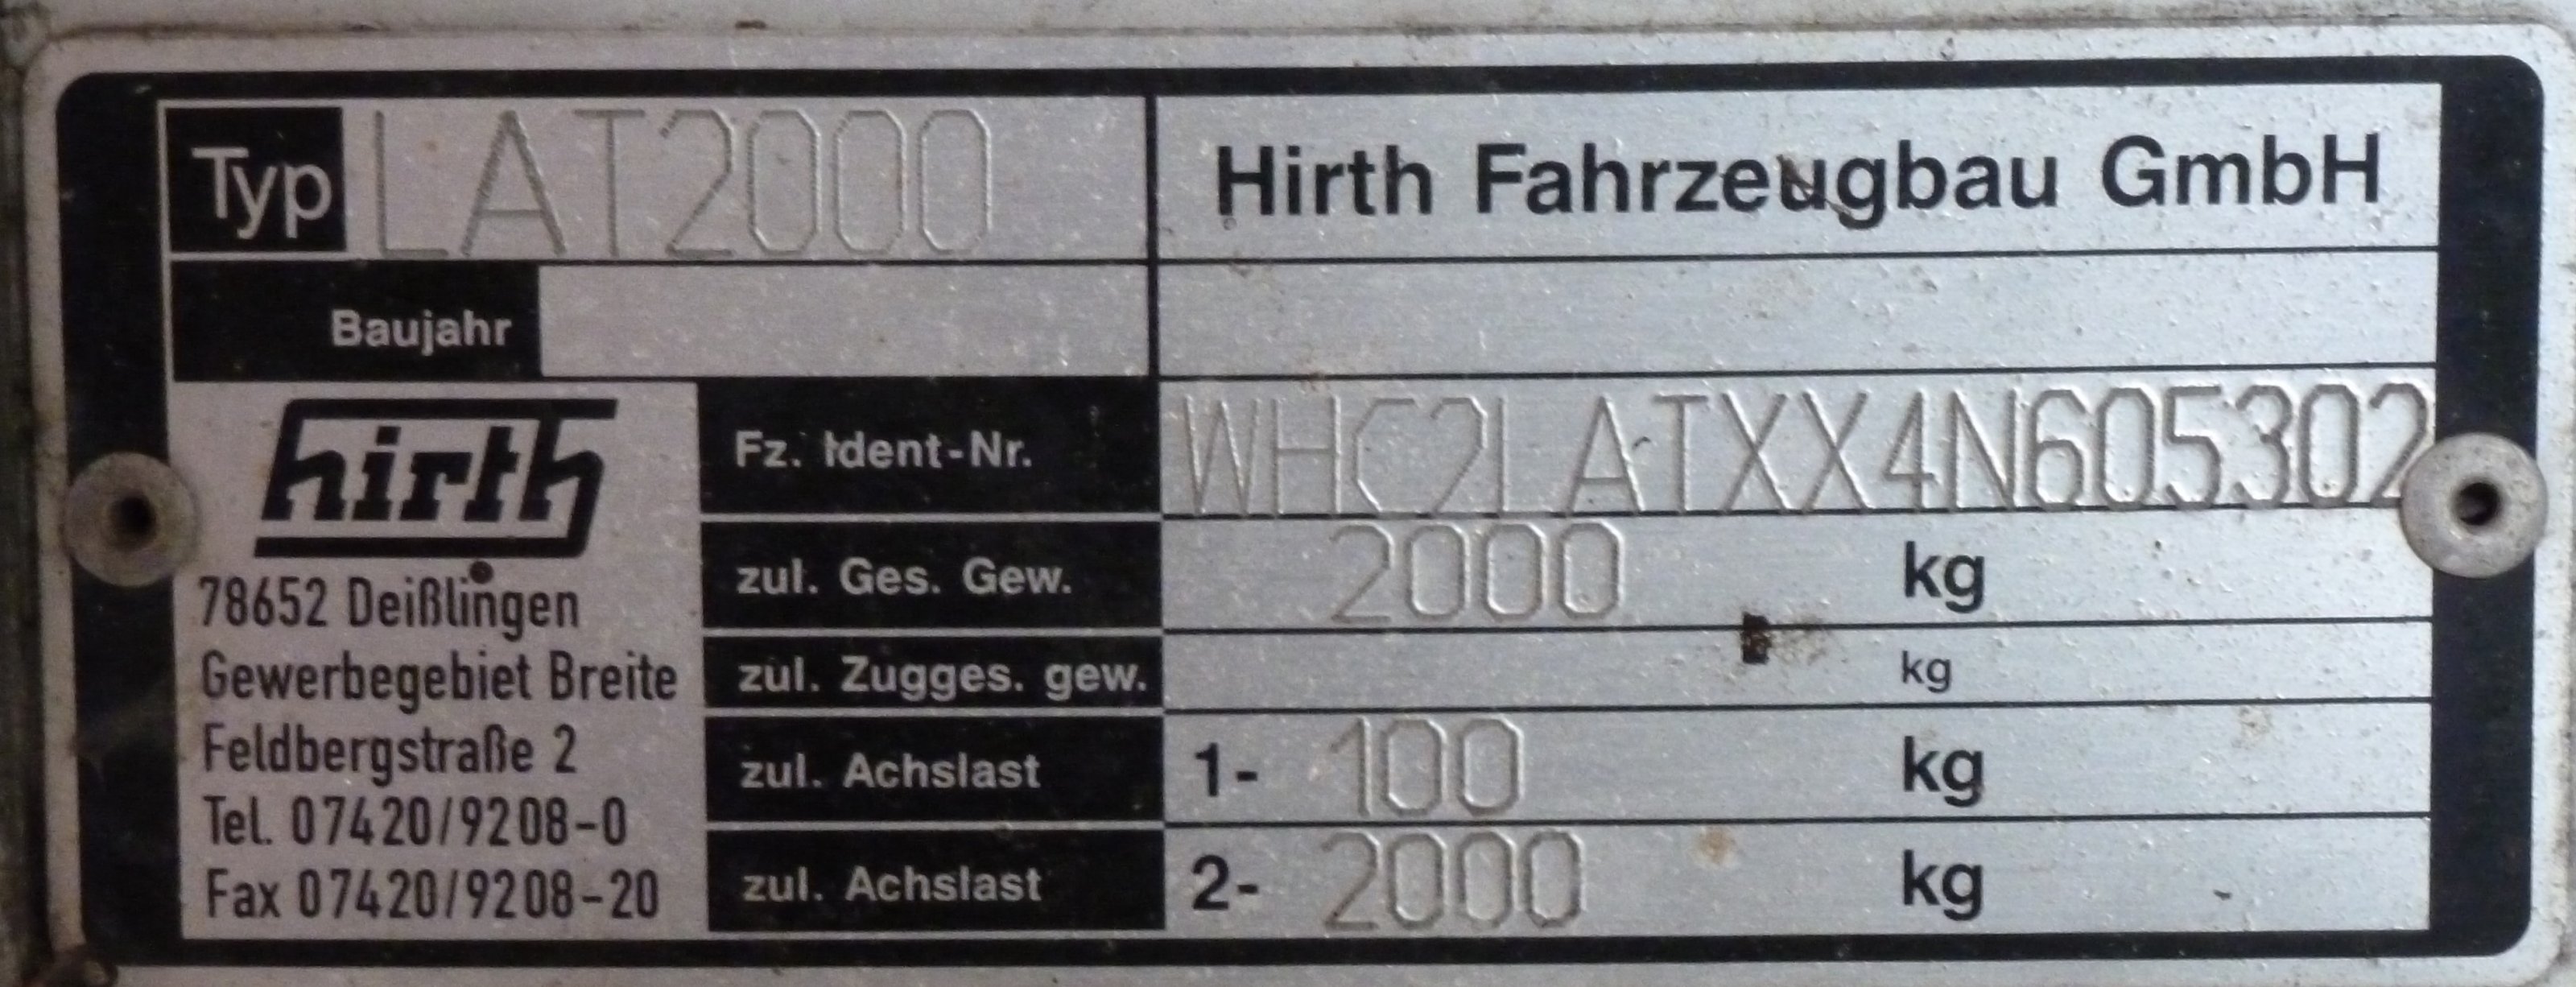 Typ LAT2000 Hirth Fahrzeugbau GmbH
Baujahr
hirth
78652 Deißlingen
Gewerbegebiet Breite
Feldbergstraße 2
Tel. 07420/9208-0
Fax 07420/9208-20
Fz. Ident-Nr. WHC2LATXX4N605302
zul. Ges. Gew. 2000 kg
zul. Zugges. gew. kg
zul. Achslast 1- 100 kg
zul. Achslast 2- 2000 kg